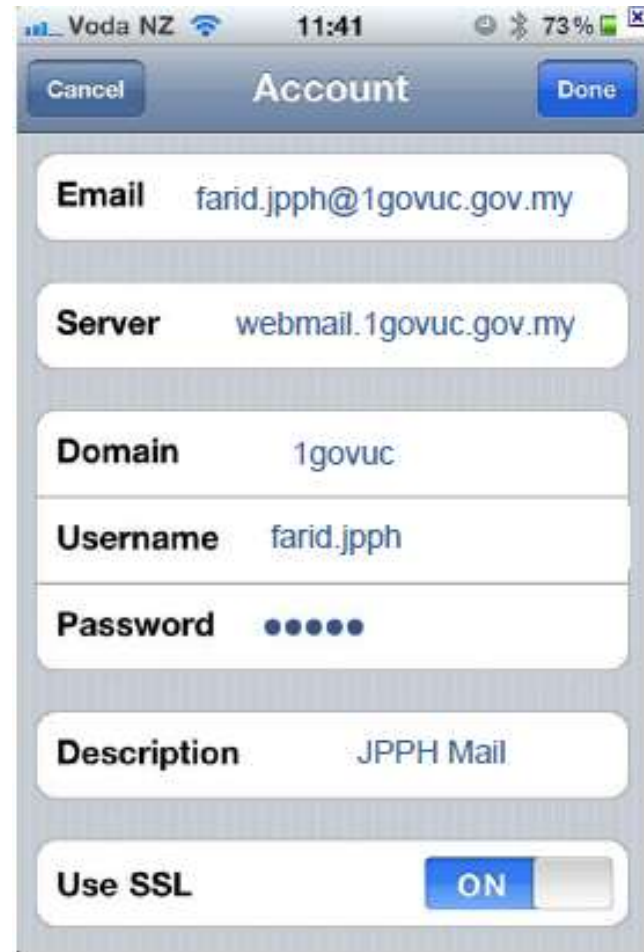 Voda NZ 11:41 73%
Cancel Account Done
Email farid.jpph@1govuc.gov.my
Server webmail.1govuc.gov.my
Domain 1govuc
Username farid.jpph
Password ●●●●●
Description JPPH Mail
Use SSL ON